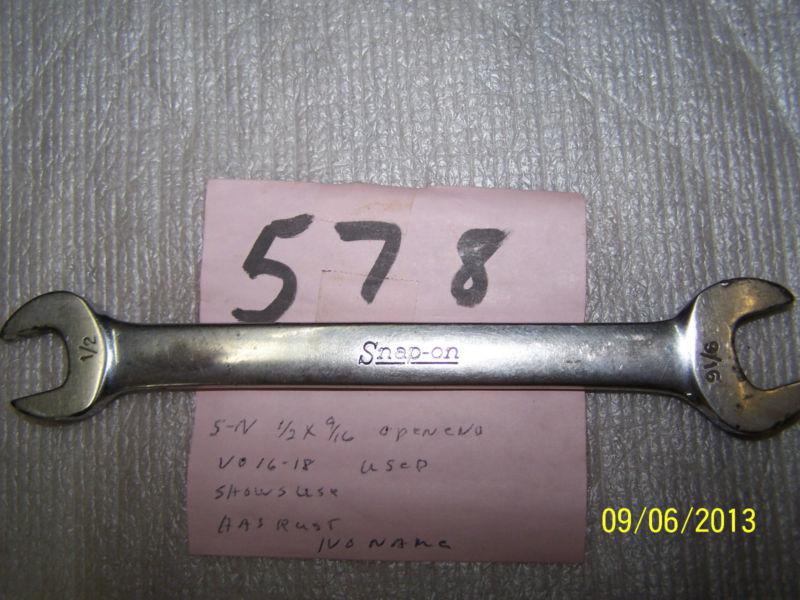 578
1/2
Snap-on
9/16
S-N 1/2 X 9/16 OPEN END
VO 16-18 USED
SHOWS USE
HAS RUST
NO NAME
09/06/2013